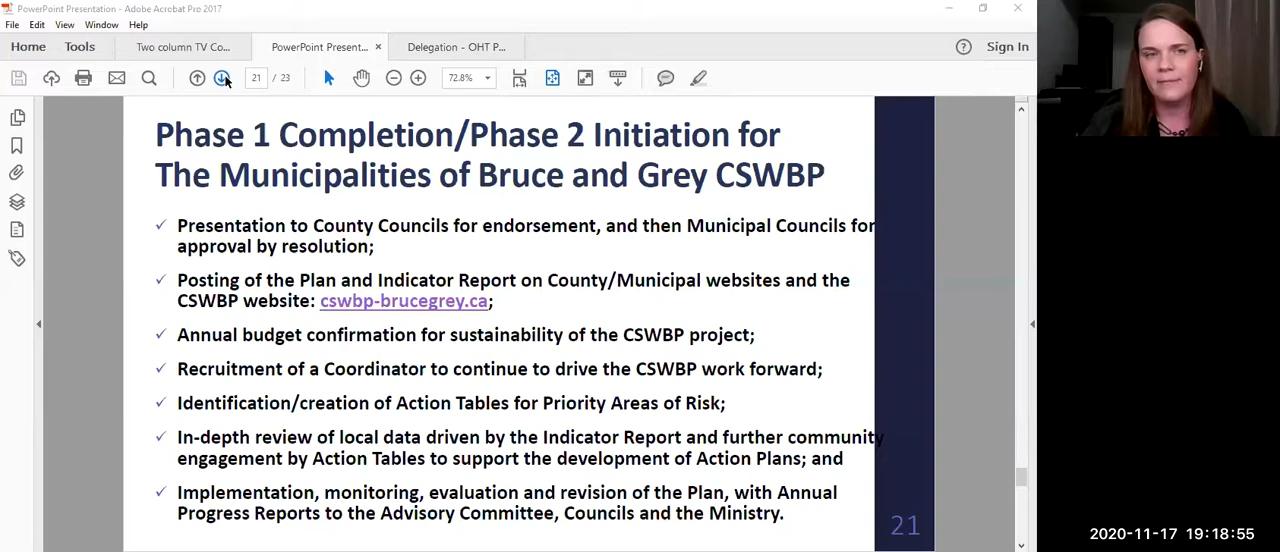 PowerPoint Presentation - Adobe Acrobat Pro 2017
File Edit View Window Help
Home Tools Two column TV Co... PowerPoint Present... × Delegation - OHT P... Sign In
21 / 23 72.8%
Phase 1 Completion/Phase 2 Initiation for
The Municipalities of Bruce and Grey CSWBP
✓ Presentation to County Councils for endorsement, and then Municipal Councils for
approval by resolution;
✓ Posting of the Plan and Indicator Report on County/Municipal websites and the
CSWBP website: cswbp-brucegrey.ca;
✓ Annual budget confirmation for sustainability of the CSWBP project;
✓ Recruitment of a Coordinator to continue to drive the CSWBP work forward;
✓ Identification/creation of Action Tables for Priority Areas of Risk;
✓ In-depth review of local data driven by the Indicator Report and further community
engagement by Action Tables to support the development of Action Plans; and
✓ Implementation, monitoring, evaluation and revision of the Plan, with Annual
Progress Reports to the Advisory Committee, Councils and the Ministry.
21
2020-11-17 19:18:55